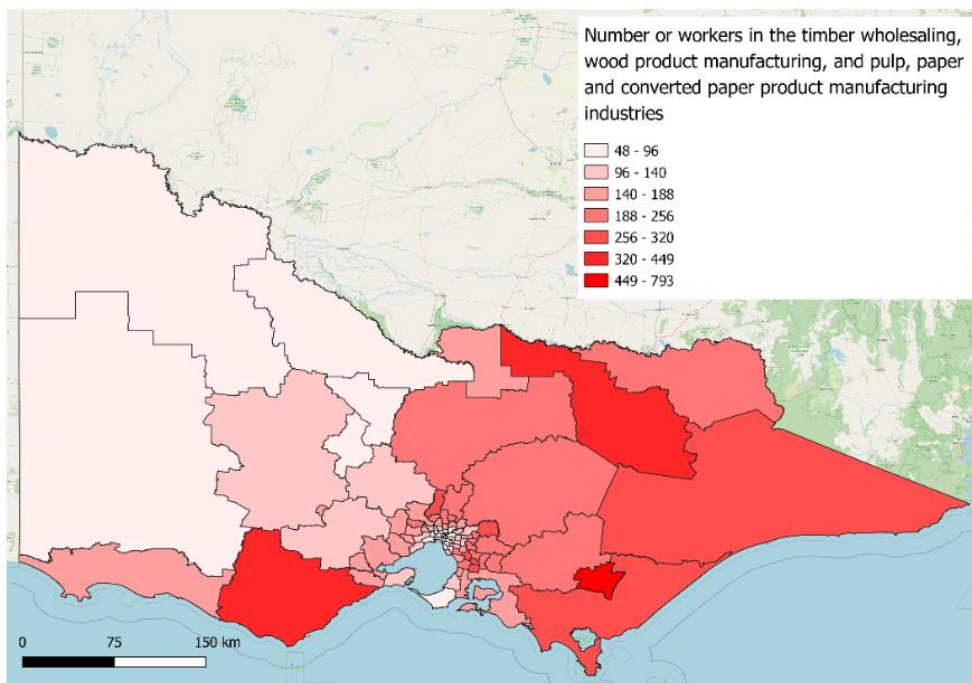 Number or workers in the timber wholesaling,
wood product manufacturing, and pulp, paper
and converted paper product manufacturing
industries
48 - 96
96 - 140
140 - 188
188 - 256
256 - 320
320 - 449
449 - 793
0 75 150 km